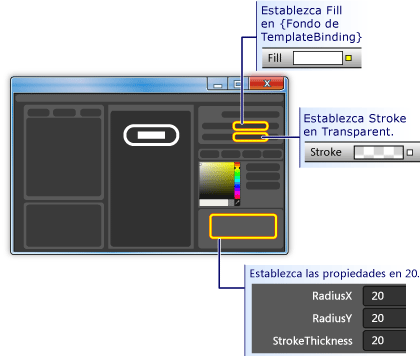 Establezca Fill
en {Fondo de
TemplateBinding}
Fill
Establezca Stroke
en Transparent.
Stroke
Establezca las propiedades en 20.
RadiusX 20
RadiusY 20
StrokeThickness 20